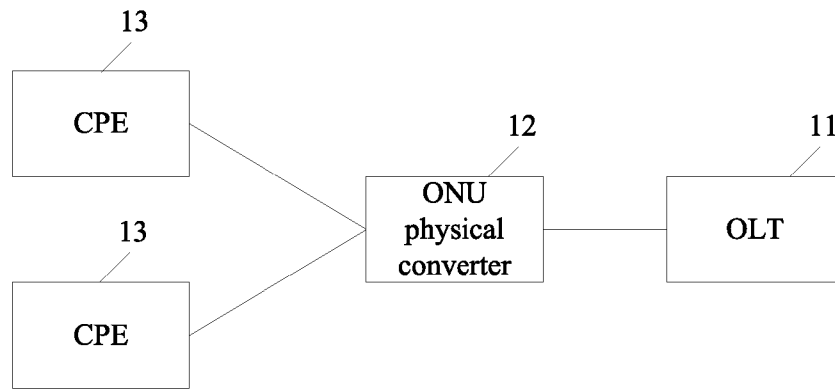 13
CPE
12
11
ONU
physical
converter
OLT
13
CPE